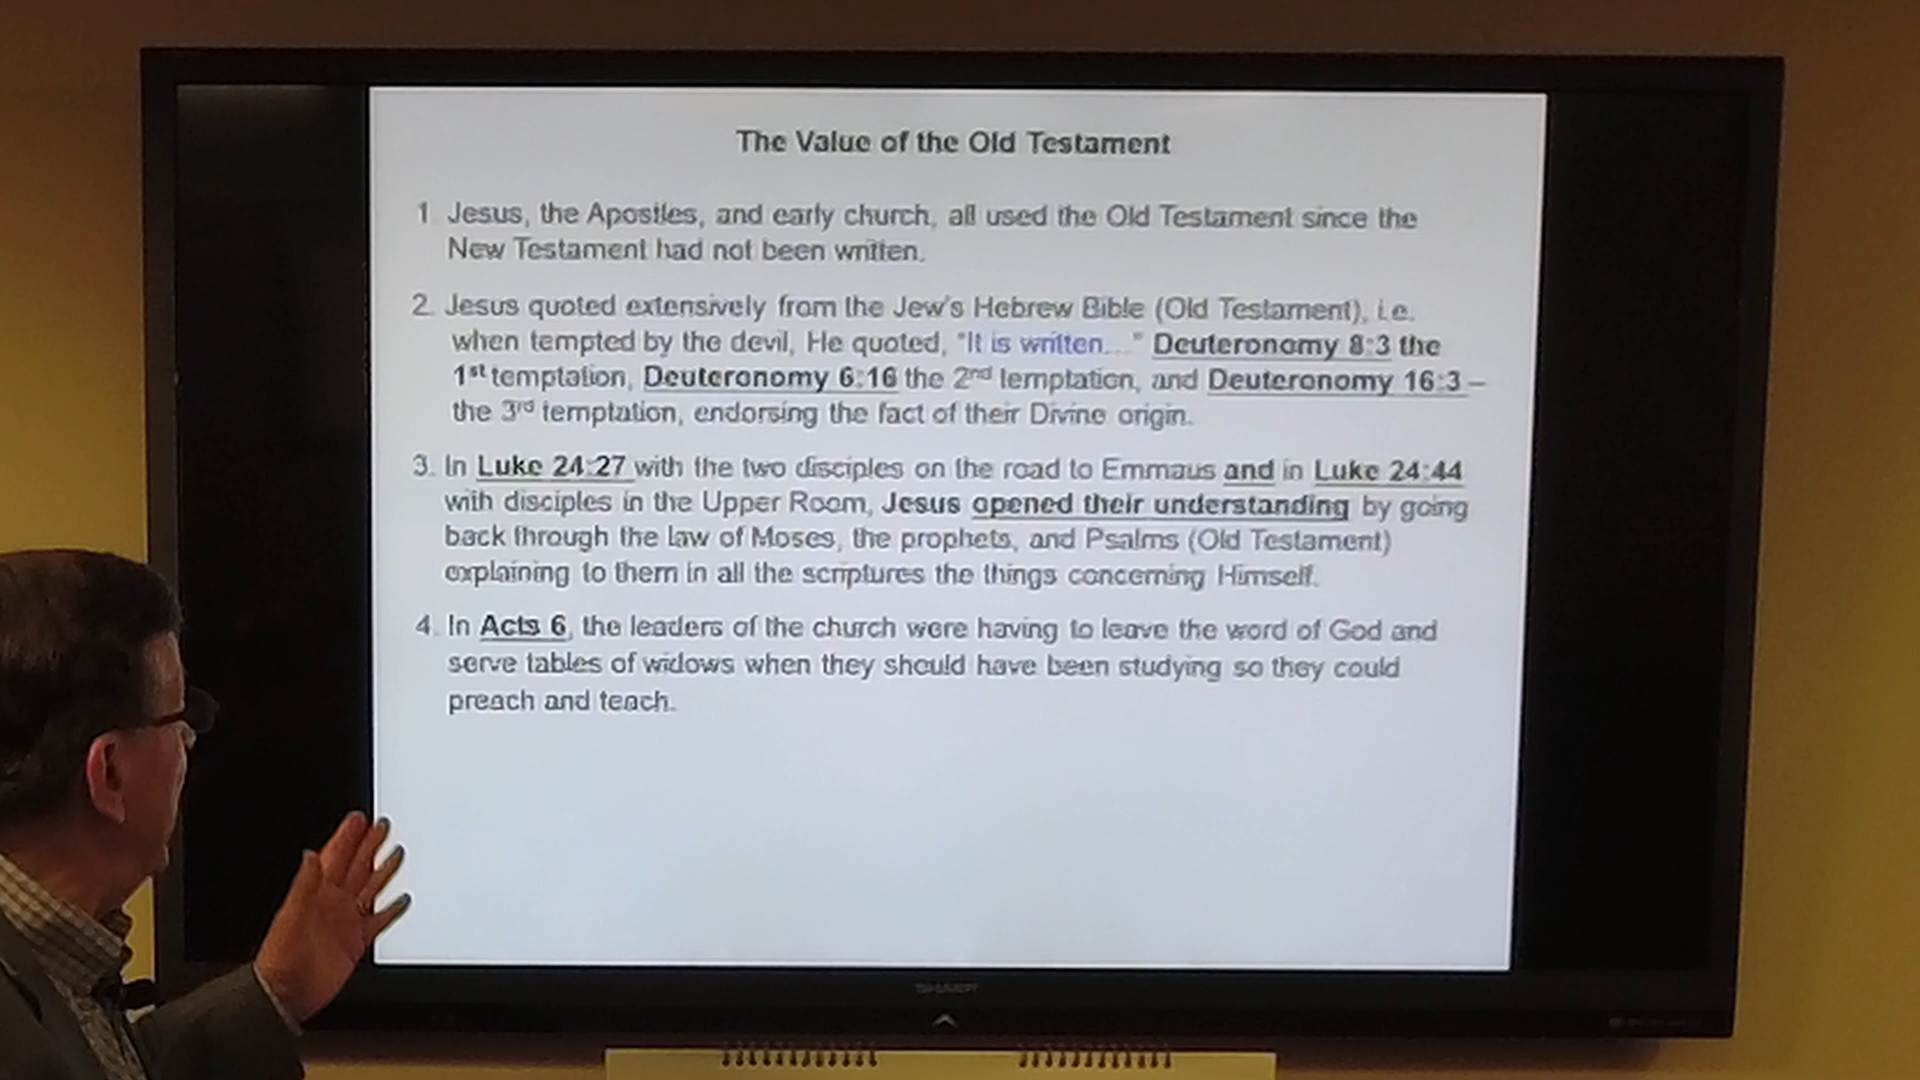 The Value of the Old Testament
1. Jesus, the Apostles, and early church, all used the Old Testament since the
New Testament had not been written.
2. Jesus quoted extensively from the Jew's Hebrew Bible (Old Testament), i.e.
when tempted by the devil, He quoted, "It is written..." Deuteronomy 8:3 the
1st temptation, Deuteronomy 6:16 the 2nd temptation, and Deuteronomy 16:3 –
the 3rd temptation, endorsing the fact of their Divine origin.
3. In Luke 24:27 with the two disciples on the road to Emmaus and in Luke 24:44
with disciples in the Upper Room, Jesus opened their understanding by going
back through the law of Moses, the prophets, and Psalms (Old Testament)
explaining to them in all the scriptures the things concerning Himself.
4. In Acts 6, the leaders of the church were having to leave the word of God and
serve tables of widows when they should have been studying so they could
preach and teach.
SHARP